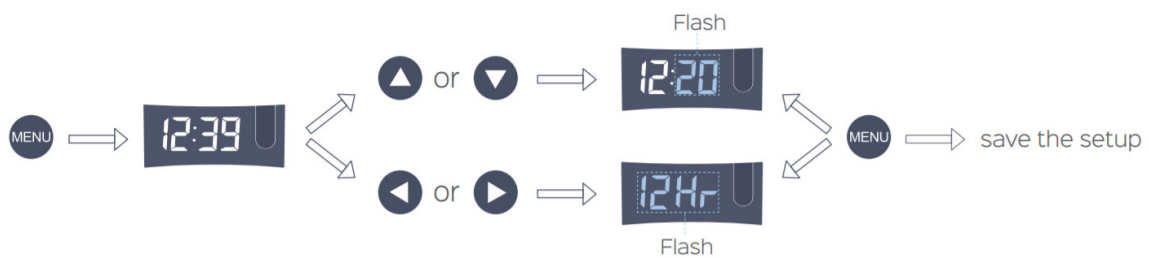 Flash
or
12:20
MENU
12:39
MENU
save the setup
or
12Hr
Flash